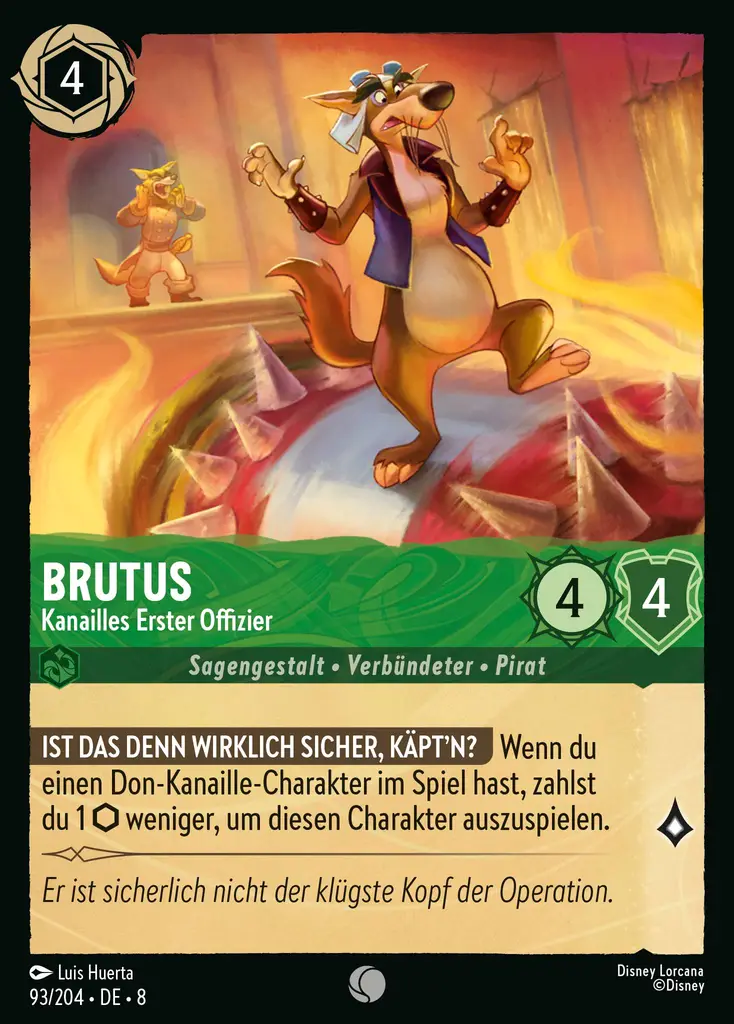 4
BRUTUS
Kanailles Erster Offizier
4
4
Sagengestalt • Verbündeter • Pirat
IST DAS DENN WIRKLICH SICHER, KÄPT'N? Wenn du
einen Don-Kanaille-Charakter im Spiel hast, zahlst
du 1 weniger, um diesen Charakter auszuspielen.
Er ist sicherlich nicht der klügste Kopf der Operation.
Luis Huerta
93/204 • DE • 8
Disney Lorcana
©Disney